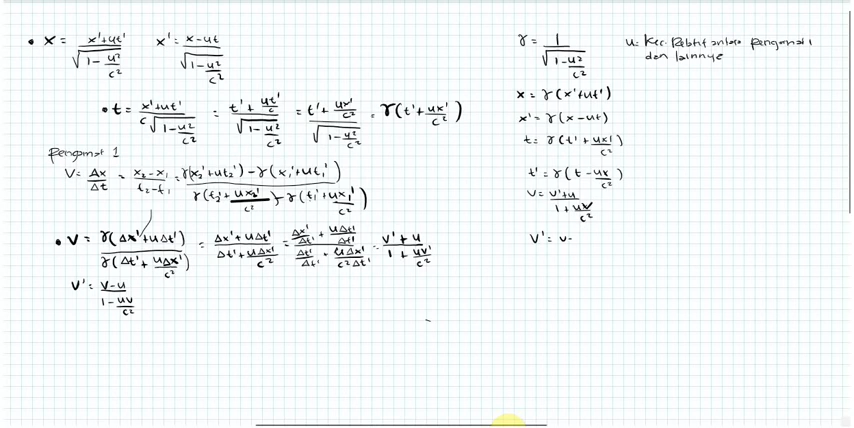 • x = x'+ut' / √(1-u²/c²)    x' = x-ut / √(1-u²/c²)
• t = x'+ut' / c√(1-u²/c²) = t'+ut'/c / √(1-u²/c²) = t'+ux'/c² / √(1-u²/c²) = γ(t'+ux'/c²)
Pengamat 1
V = Δx/Δt = x₂-x₁ / t₂-t₁ = γ(x₂'+ut₂') - γ(x₁'+ut₁') / γ(t₂'+ux₂'/c²) - γ(t₁'+ux₁'/c²)
• V = γ(Δx'+uΔt') / γ(Δt'+uΔx'/c²) = Δx'+uΔt' / Δt'+uΔx'/c² = Δx'/Δt' + uΔt'/Δt' / Δt'/Δt' + uΔx'/c²Δt' = V'+u / 1+uV'/c²
V' = V-u / 1-uV/c²
γ = 1 / √(1-u²/c²)    u = Kec. Relatif antara Pengamat 1
dan lainnya
x = γ(x'+ut')
x' = γ(x-ut)
t = γ(t'+ux'/c²)
t' = γ(t-ux/c²)
V = V'+u / 1+uV'/c²
V' = v-